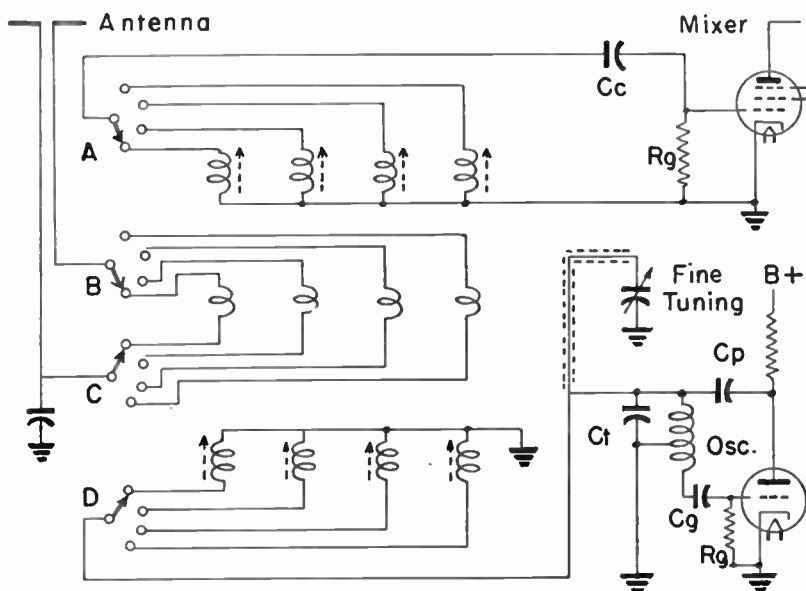 Antenna
Mixer
Cc
A
Rg
B
Fine
Tuning
B+
C
Cp
Ct
Osc.
D
Cg
Rg